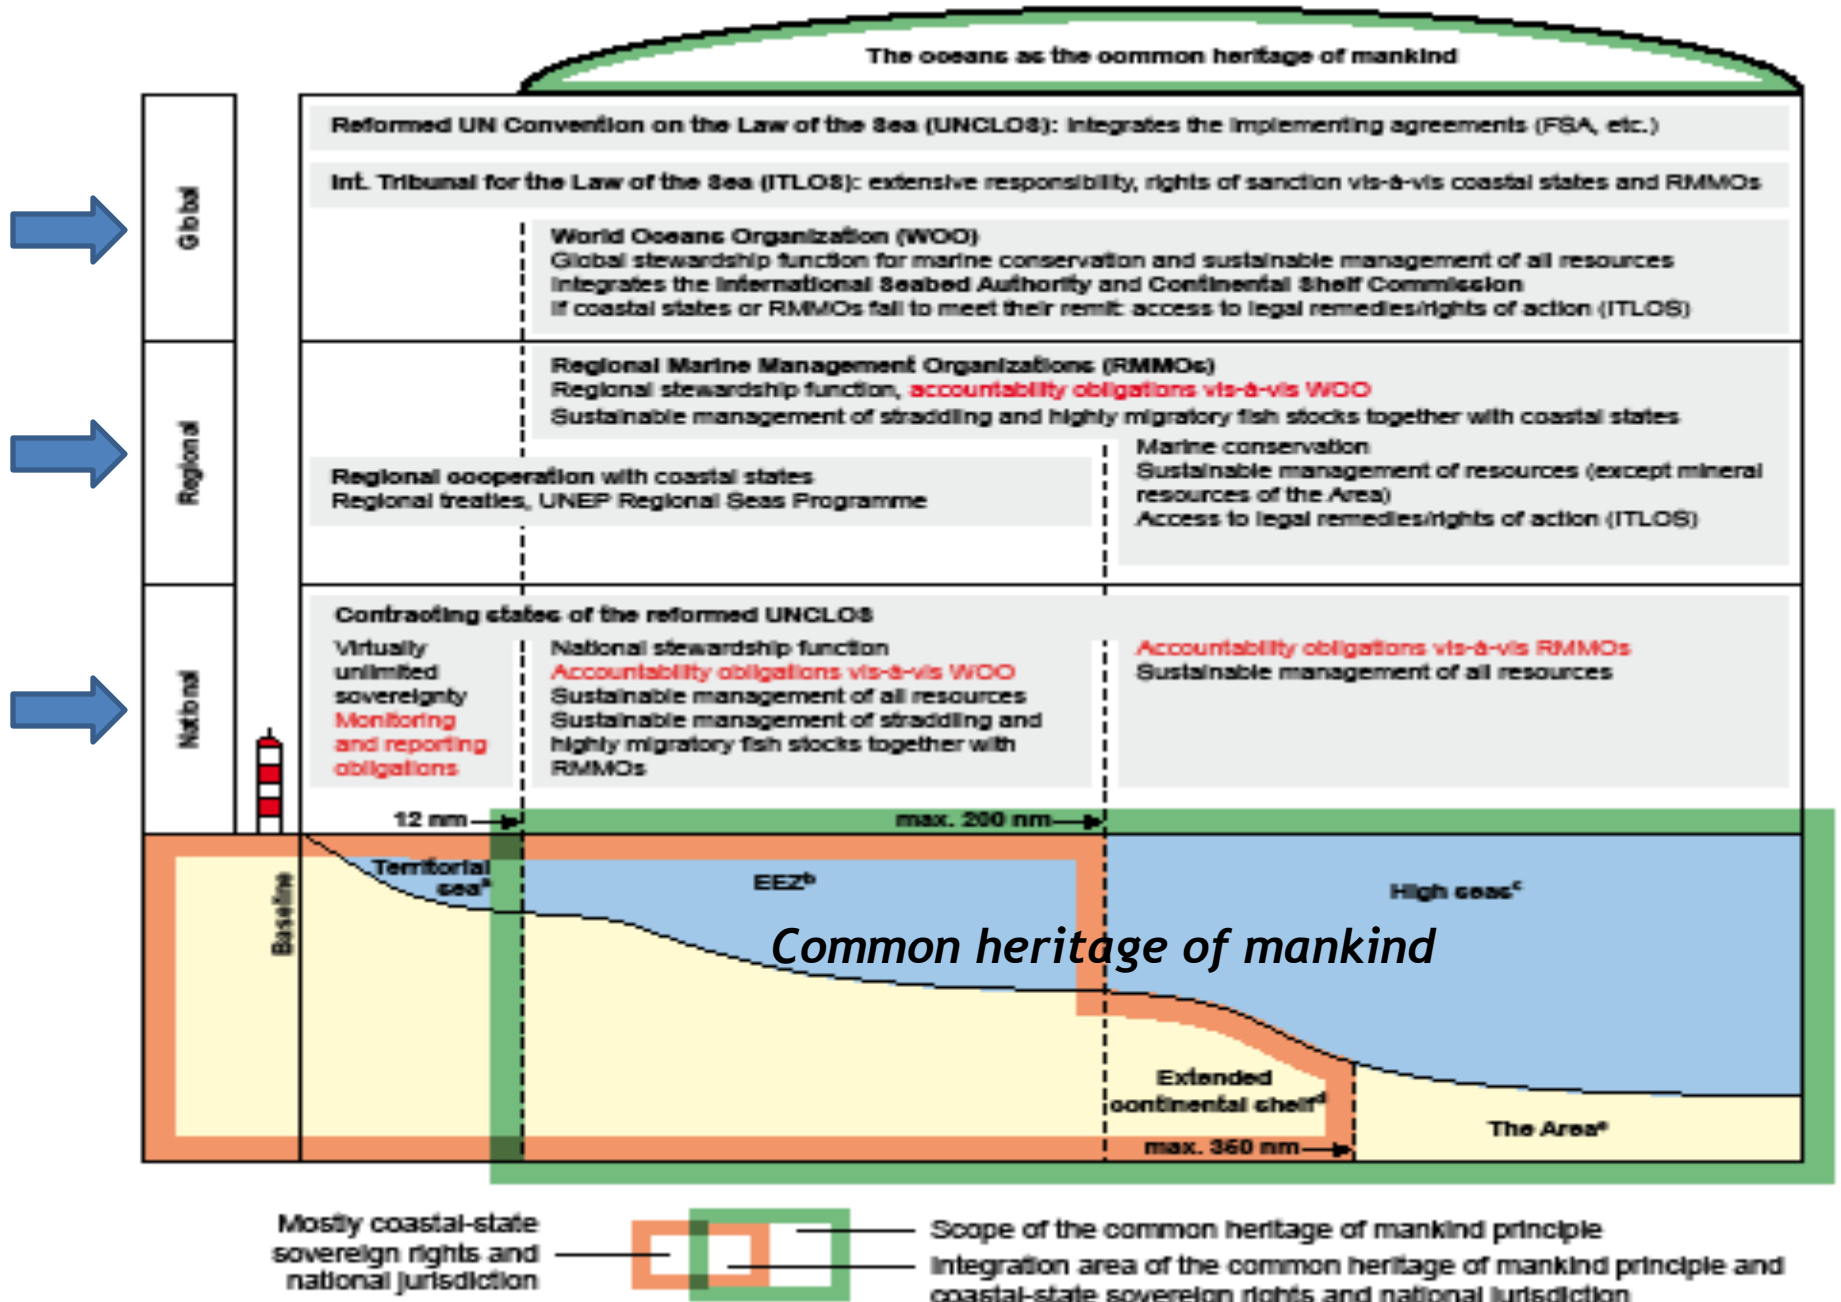 The oceans as the common heritage of mankind
Global
Reformed UN Convention on the Law of the Sea (UNCLOS): Integrates the implementing agreements (FSA, etc.)
Int. Tribunal for the Law of the Sea (ITLOS): extensive responsibility, rights of sanction vis-à-vis coastal states and RMMOs
World Oceans Organization (WOO)
Global stewardship function for marine conservation and sustainable management of all resources
Integrates the International Seabed Authority and Continental Shelf Commission
If coastal states or RMMOs fail to meet their remit: access to legal remedies/rights of action (ITLOS)
Regional
Regional Marine Management Organizations (RMMOs)
Regional stewardship function, accountability obligations vis-à-vis WOO
Sustainable management of straddling and highly migratory fish stocks together with coastal states
Regional cooperation with coastal states
Regional treaties, UNEP Regional Seas Programme
Marine conservation
Sustainable management of resources (except mineral
resources of the Area)
Access to legal remedies/rights of action (ITLOS)
National
Contracting states of the reformed UNCLOS
Virtually
unlimited
sovereignty
Monitoring
and reporting
obligations
National stewardship function
Accountability obligations vis-à-vis WOO
Sustainable management of all resources
Sustainable management of straddling and
highly migratory fish stocks together with
RMMOs
Accountability obligations vis-à-vis RMMOs
Sustainable management of all resources
12 nm
max. 200 nm
Baseline
Territorial
sea^a
EEZ^b
High seas^c
Common heritage of mankind
Extended
continental shelf^d
The Area^e
max. 350 nm
Mostly coastal-state
sovereign rights and
national jurisdiction
Scope of the common heritage of mankind principle
Integration area of the common heritage of mankind principle and
coastal-state sovereign rights and national jurisdiction